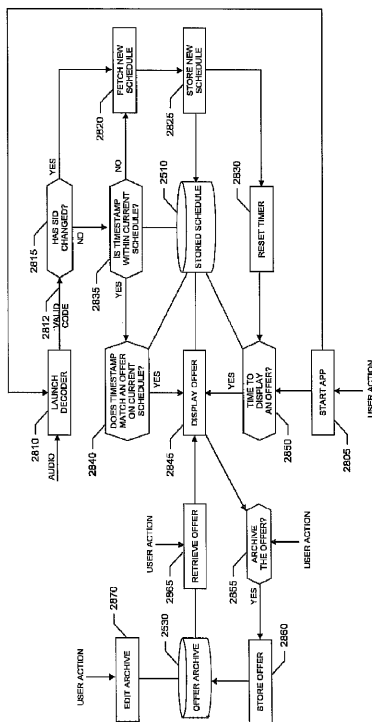 AUDIO
2810
LAUNCH
DECODER
2812
VALID
CODE
2815
HAS SID
CHANGED?
YES
NO
2820
FETCH NEW
SCHEDULE
2825
STORE NEW
SCHEDULE
2835
IS TIMESTAMP
WITHIN CURRENT
SCHEDULE?
NO
YES
2510
STORED SCHEDULE
2830
RESET TIMER
2840
DOES TIMESTAMP
MATCH AN OFFER
ON CURRENT
SCHEDULE?
YES
2845
DISPLAY OFFER
YES
2850
TIME TO
DISPLAY
AN OFFER?
START APP
2805
USER ACTION
USER ACTION
2865
RETRIEVE OFFER
2855
ARCHIVE
THE OFFER?
USER ACTION
YES
USER ACTION
2870
EDIT ARCHIVE
2530
OFFER ARCHIVE
2860
STORE OFFER